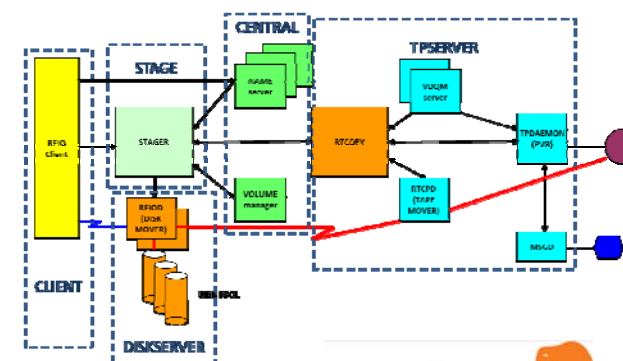 CENTRAL
TPSERVER
STAGE
NAME
server
VDQM
server
RFIO
Client
STAGER
RTCOPY
TPDAEMON
(PVR)
VOLUME
manager
RTCPD
(TAPE
MOVER)
RFIOD
(DISK
MOVER)
MSGD
CLIENT
DISKSERVER